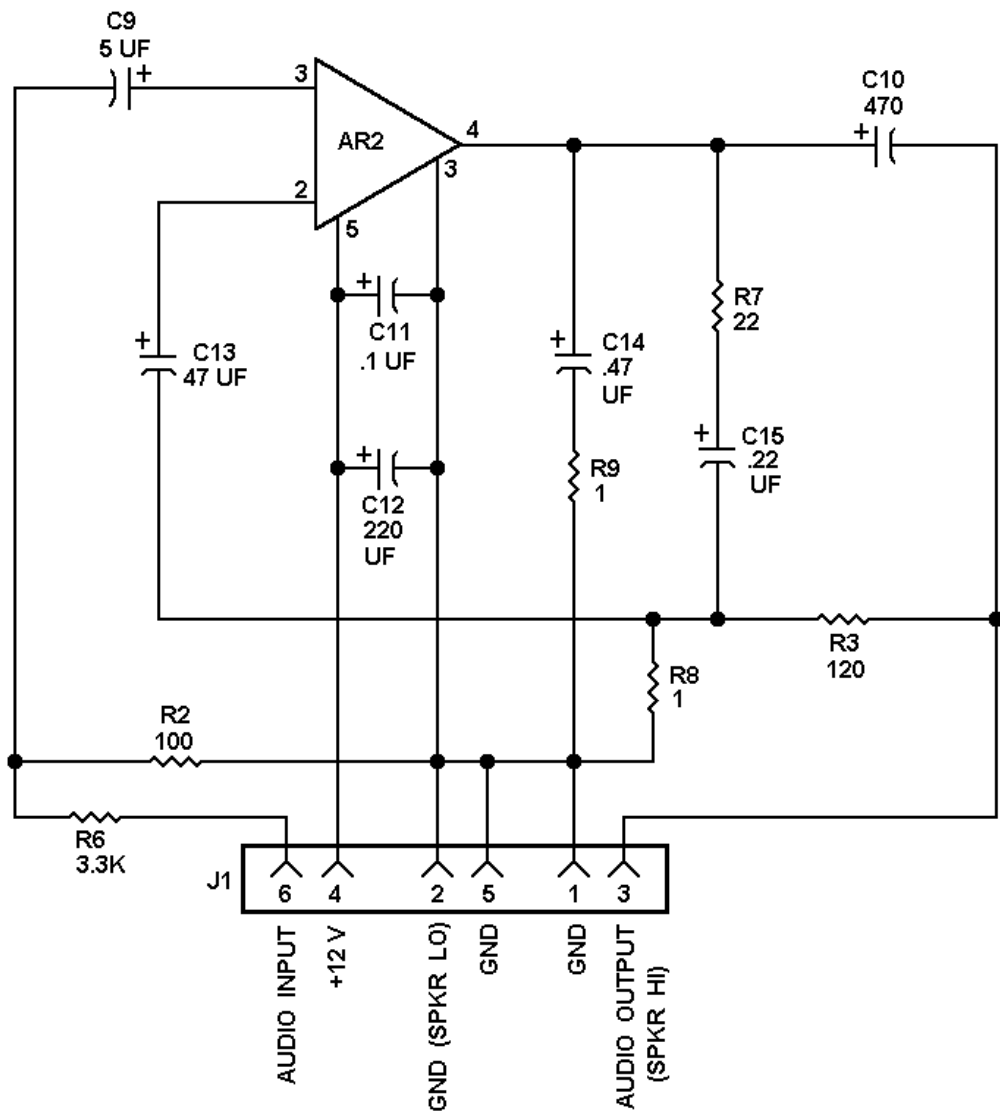 C9
5 UF
+
3
AR2
4
3
2
5
C10
470
+
+
C11
.1 UF
+
C13
47 UF
+
C14
.47
UF
R7
22
+
C12
220
UF
R9
1
+
C15
.22
UF
R3
120
R8
1
R2
100
R6
3.3K
J1
6
4
2
5
1
3
AUDIO INPUT
+12 V
GND (SPKR LO)
GND
GND
AUDIO OUTPUT
(SPKR HI)